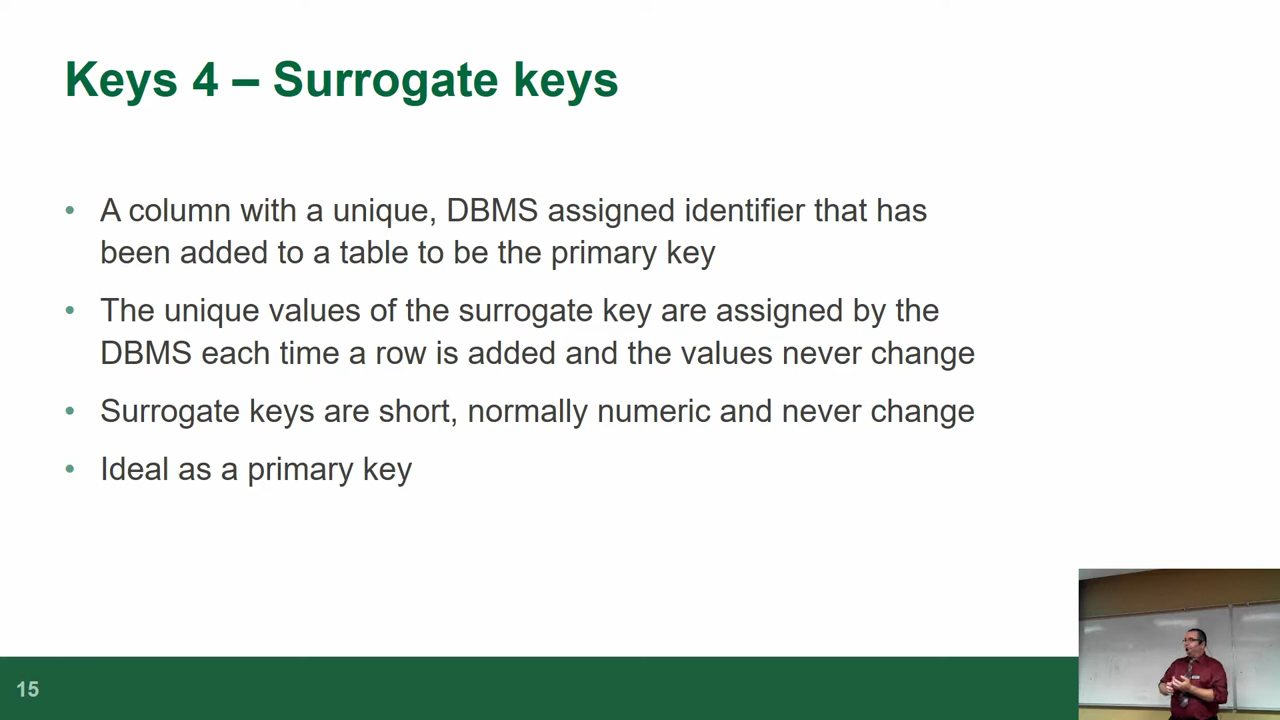 Keys 4 – Surrogate keys
• A column with a unique, DBMS assigned identifier that has
been added to a table to be the primary key
• The unique values of the surrogate key are assigned by the
DBMS each time a row is added and the values never change
• Surrogate keys are short, normally numeric and never change
• Ideal as a primary key
15